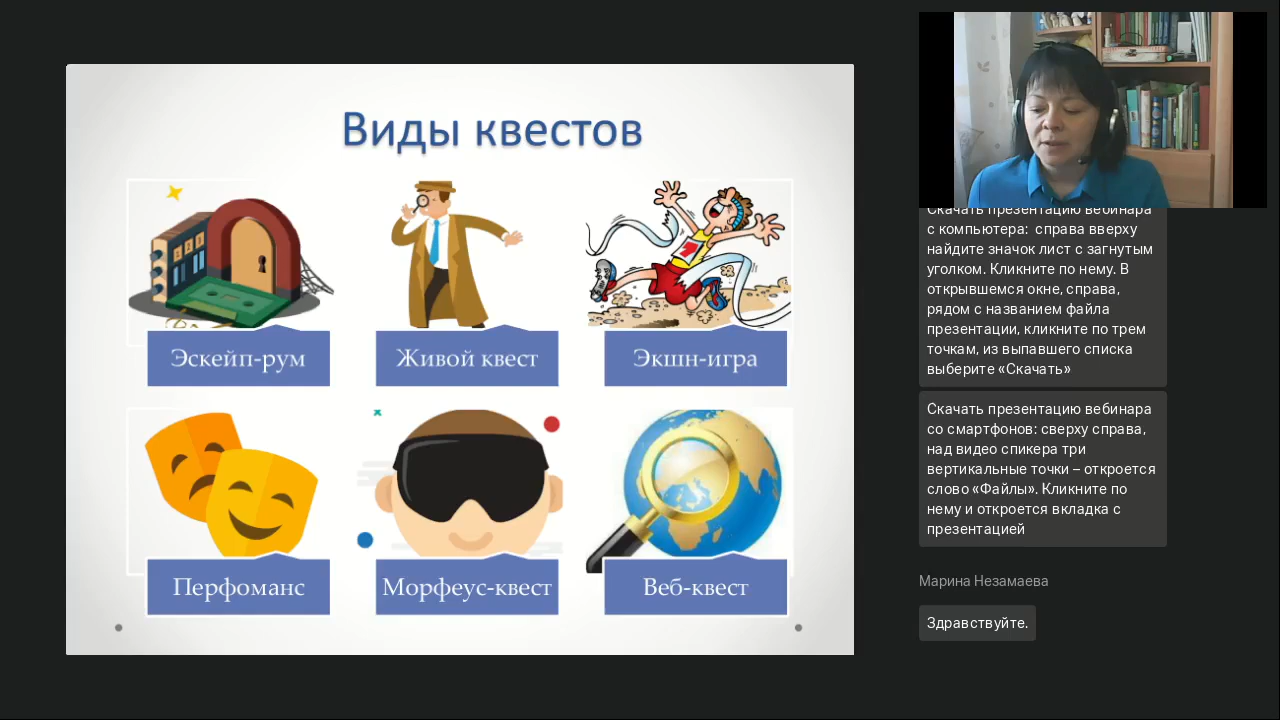 Виды квестов
Эскейп-рум
Живой квест
Экшн-игра
Перфоманс
Морфеус-квест
Веб-квест
Скачать презентацию вебинара
с компьютера: справа вверху
найдите значок лист с загнутым
уголком. Кликните по нему. В
открывшемся окне, справа,
рядом с названием файла
презентации, кликните по трем
точкам, из выпавшего списка
выберите «Скачать»
Скачать презентацию вебинара
со смартфонов: сверху справа,
над видео спикера три
вертикальные точки – откроется
слово «Файлы». Кликните по
нему и откроется вкладка с
презентацией
Марина Незамаева
Здравствуйте.